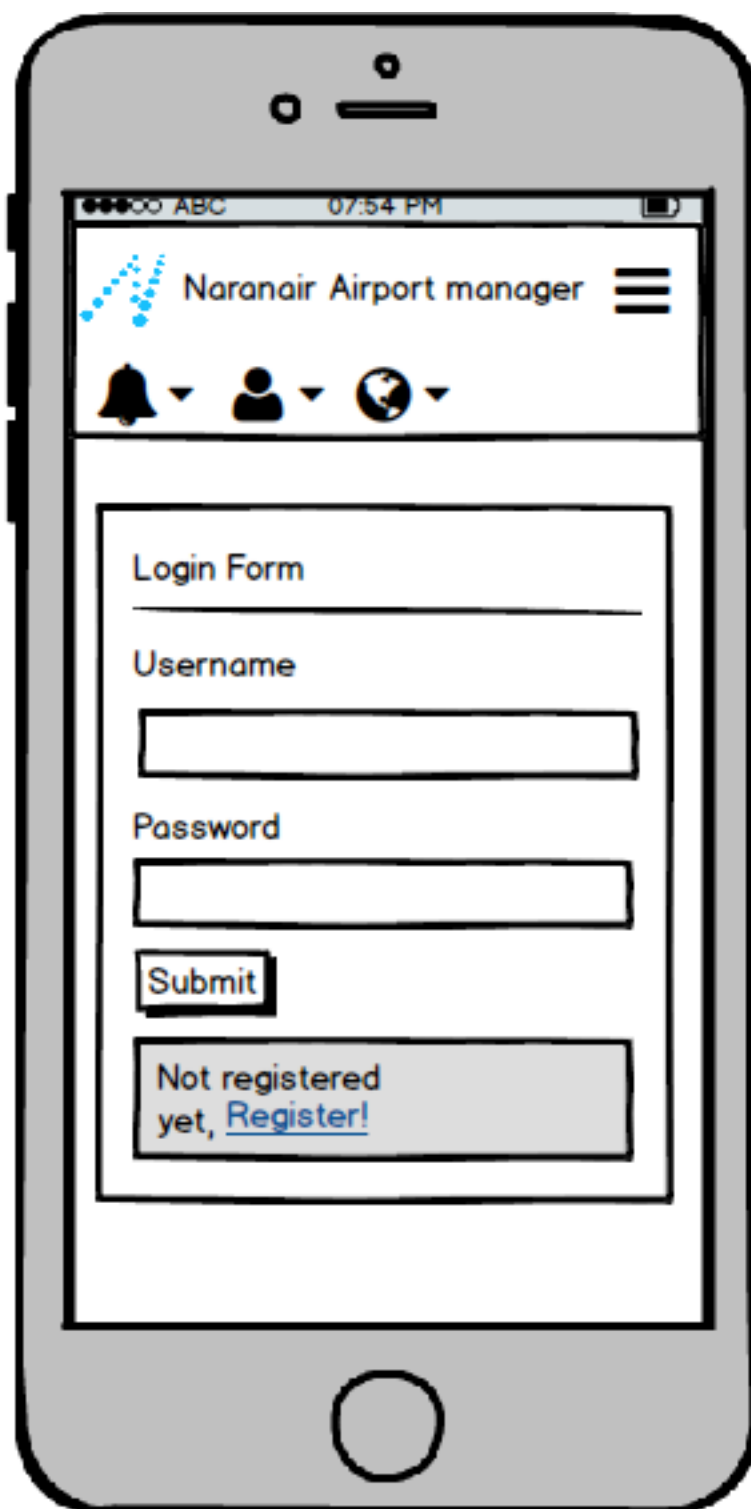 ABC 07:54 PM
Naranair Airport manager
Login Form
Username
Password
Submit
Not registered
yet, Register!